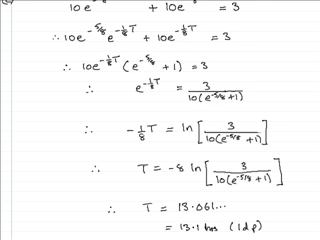 10e + 10e = 3
∴ 10e^{-5/8} e^{-1/8 T} + 10e^{-1/8 T} = 3
∴ 10e^{-1/8 T} (e^{-5/8} + 1) = 3
∴ e^{-1/8 T} = 3/(10(e^{-5/8} + 1))
∴ -1/8 T = ln[3/(10(e^{-5/8} + 1))]
∴ T = -8 ln[3/(10(e^{-5/8} + 1))]
∴ T = 13.061...
= 13.1 hrs (1dp)